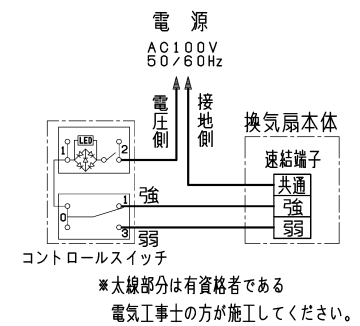 電源
AC100V
50/60Hz
電圧側
接地側
換気扇本体
速結端子
共通
強
弱
LED
1
2
0
1
3
強
弱
コントロールスイッチ
※太線部分は有資格者である
電気工事士の方が施工してください。